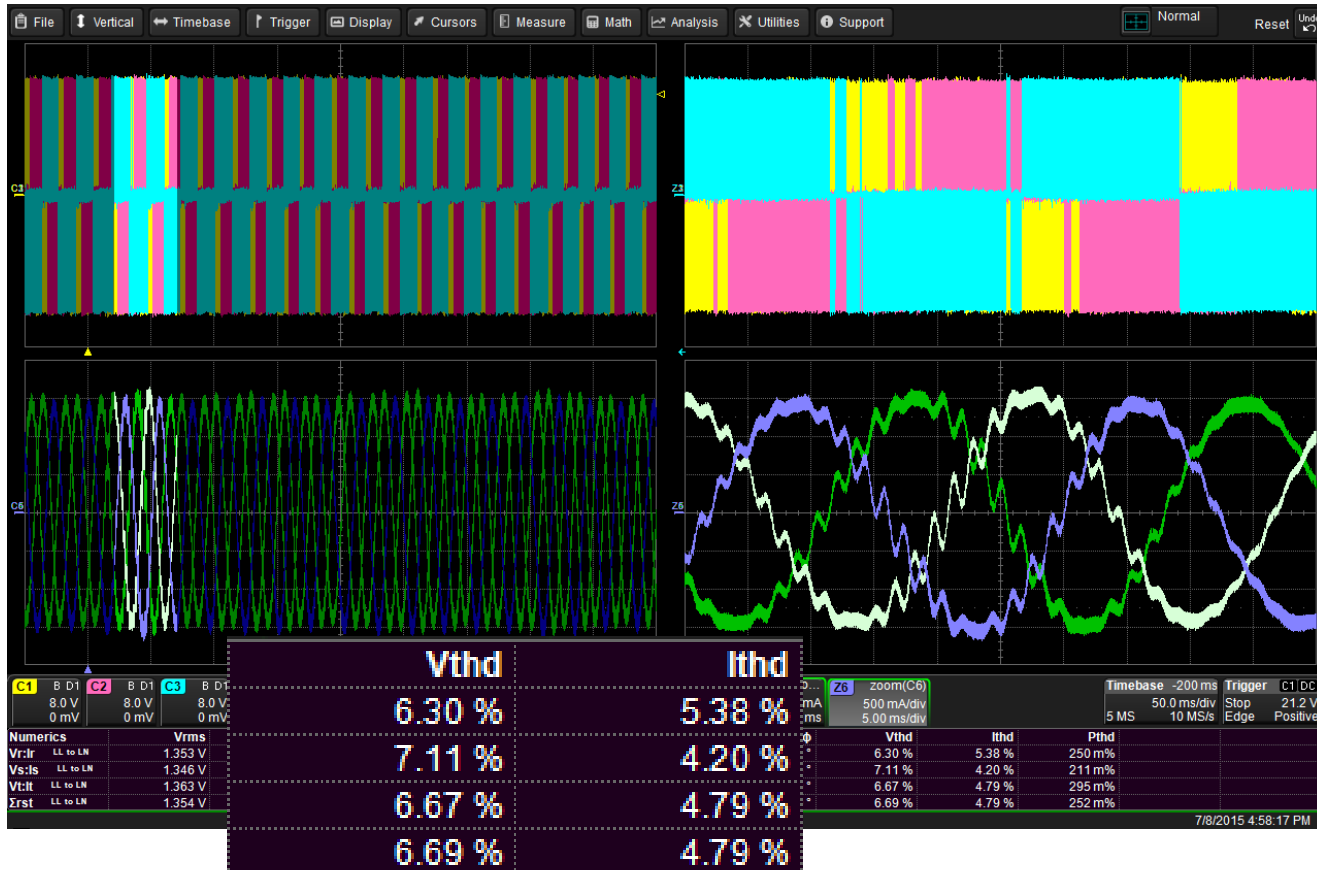 File Vertical Timebase Trigger Display Cursors Measure Math Analysis Utilities Support Normal Reset Undo
C3 Z3
C6 Z6
C1 B D1 C2 B D1 C3 B D1 Z6 zoom(C6) Timebase -200 ms Trigger C1 DC
8.0 V 8.0 V 8.0 V mA 500 mA/div 50.0 ms/div Stop 21.2 V
0 mV 0 mV 0 mV ms 5.00 ms/div 5 MS 10 MS/s Edge Positive
Numerics Vrms Φ Vthd Ithd Pthd
Vr:Ir LL to LN 1.353 V ° 6.30 % 5.38 % 250 m%
Vs:Is LL to LN 1.346 V ° 7.11 % 4.20 % 211 m%
Vt:It LL to LN 1.363 V ° 6.67 % 4.79 % 295 m%
Σrst LL to LN 1.354 V ° 6.69 % 4.79 % 252 m%
Vthd Ithd
6.30 % 5.38 %
7.11 % 4.20 %
6.67 % 4.79 %
6.69 % 4.79 %
7/8/2015 4:58:17 PM